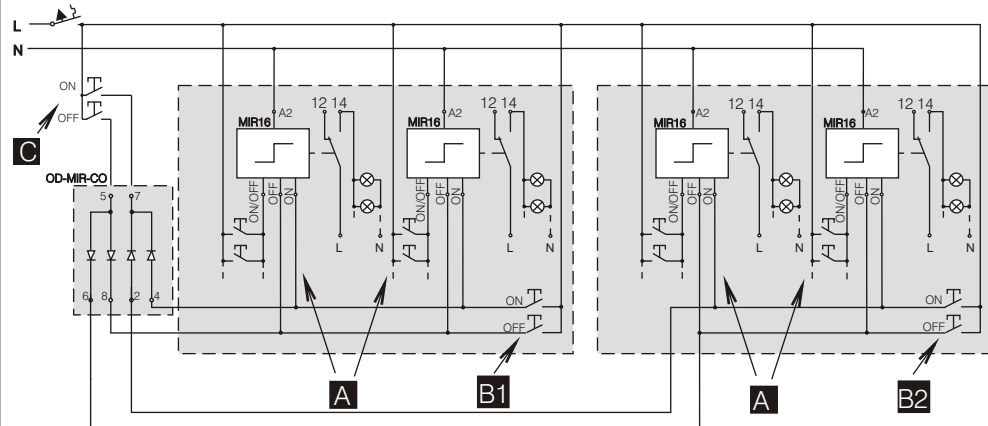 L
N
ON
OFF
C
OD-MIR-CO
5 7
6 8 2 4
12 14
A2
MIR16
ON/OFF
OFF
ON
L N
12 14
A2
MIR16
ON/OFF
OFF
ON
L N
ON
OFF
A
B1
12 14
A2
MIR16
ON/OFF
OFF
ON
L N
12 14
A2
MIR16
ON/OFF
OFF
ON
L N
ON
OFF
A
B2